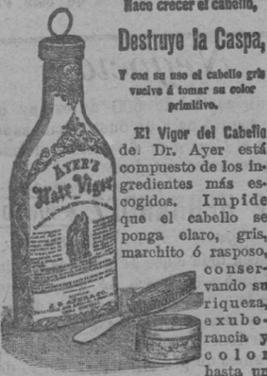 Hace crecer el cabello,
Destruye la Caspa,
Y con su uso el cabello gris
vuelve á tomar su color
primitivo.
El Vigor del Cabello
del Dr. Ayer está
compuesto de los in-
gredientes más es-
cogidos. Impide
que el cabello se
ponga claro, gris,
marchito ó rasposo,
conser-
vando su
riqueza,
exube-
rancia y
color
hasta un
AYER'S
Hair Vigor